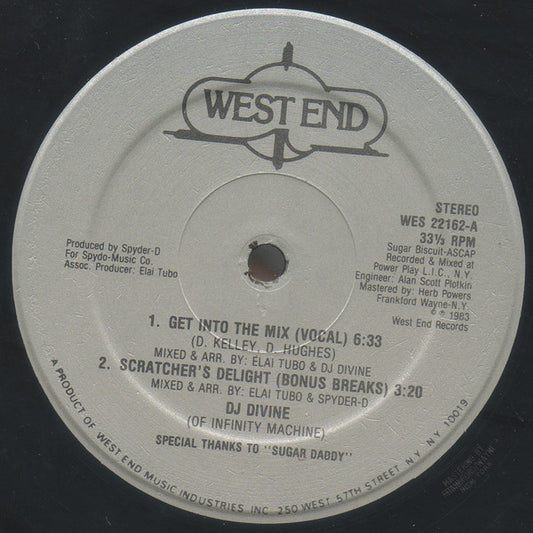 WEST END
STEREO
WES 22162-A
33⅓ RPM
Sugar Biscuit-ASCAP
Recorded & Mixed at
Power Play L.I.C., N.Y.
Engineer: Alan Scott Plotkin
Mastered by: Herb Powers
Frankford Wayne-N.Y.
© ℗ 1983
West End Records
Produced by Spyder-D
For Spydo-Music Co.
Assoc. Producer: Elai Tubo
1. GET INTO THE MIX (VOCAL) 6:33
(D. KELLEY, D. HUGHES)
MIXED & ARR. BY: ELAI TUBO & DJ DIVINE
2. SCRATCHER'S DELIGHT (BONUS BREAKS) 3:20
MIXED & ARR. BY: ELAI TUBO & SPYDER-D
DJ DIVINE
(OF INFINITY MACHINE)
SPECIAL THANKS TO "SUGAR DADDY"
A PRODUCT OF WEST END MUSIC INDUSTRIES INC. 250 WEST 57TH STREET, NY, NY 10019